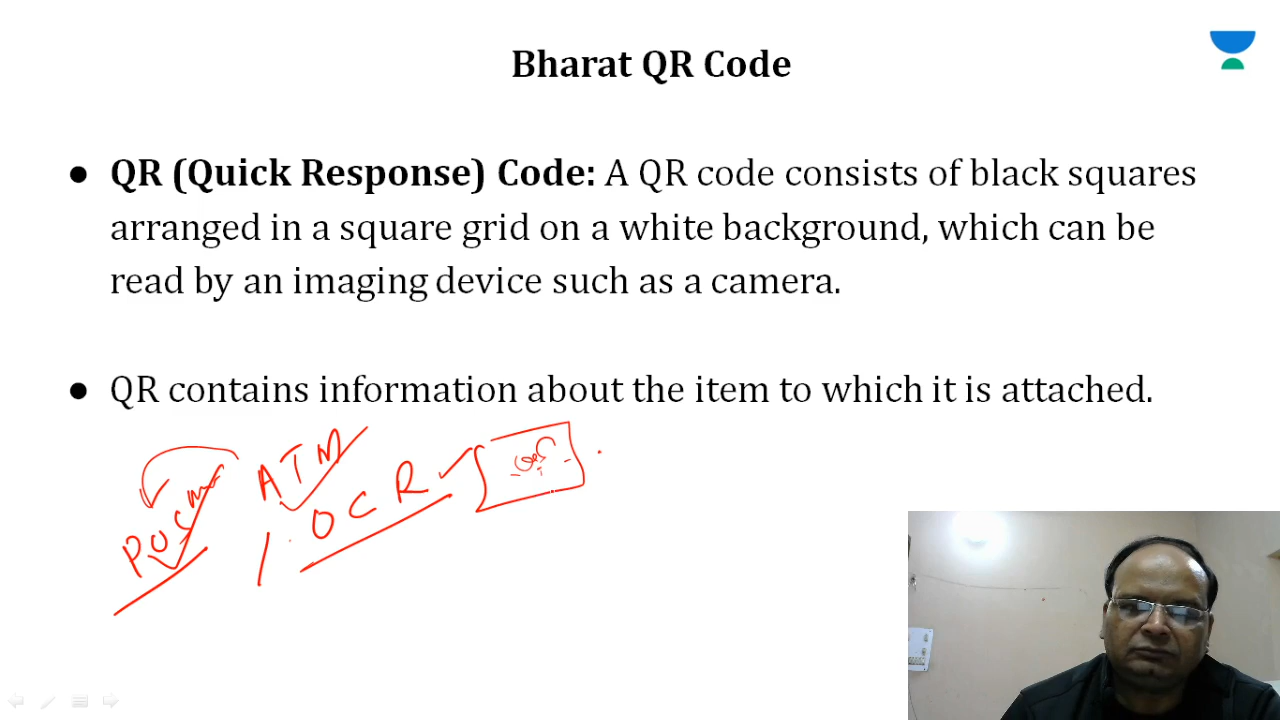 Bharat QR Code
● QR (Quick Response) Code: A QR code consists of black squares
arranged in a square grid on a white background, which can be
read by an imaging device such as a camera.
● QR contains information about the item to which it is attached.
ATM
OCR